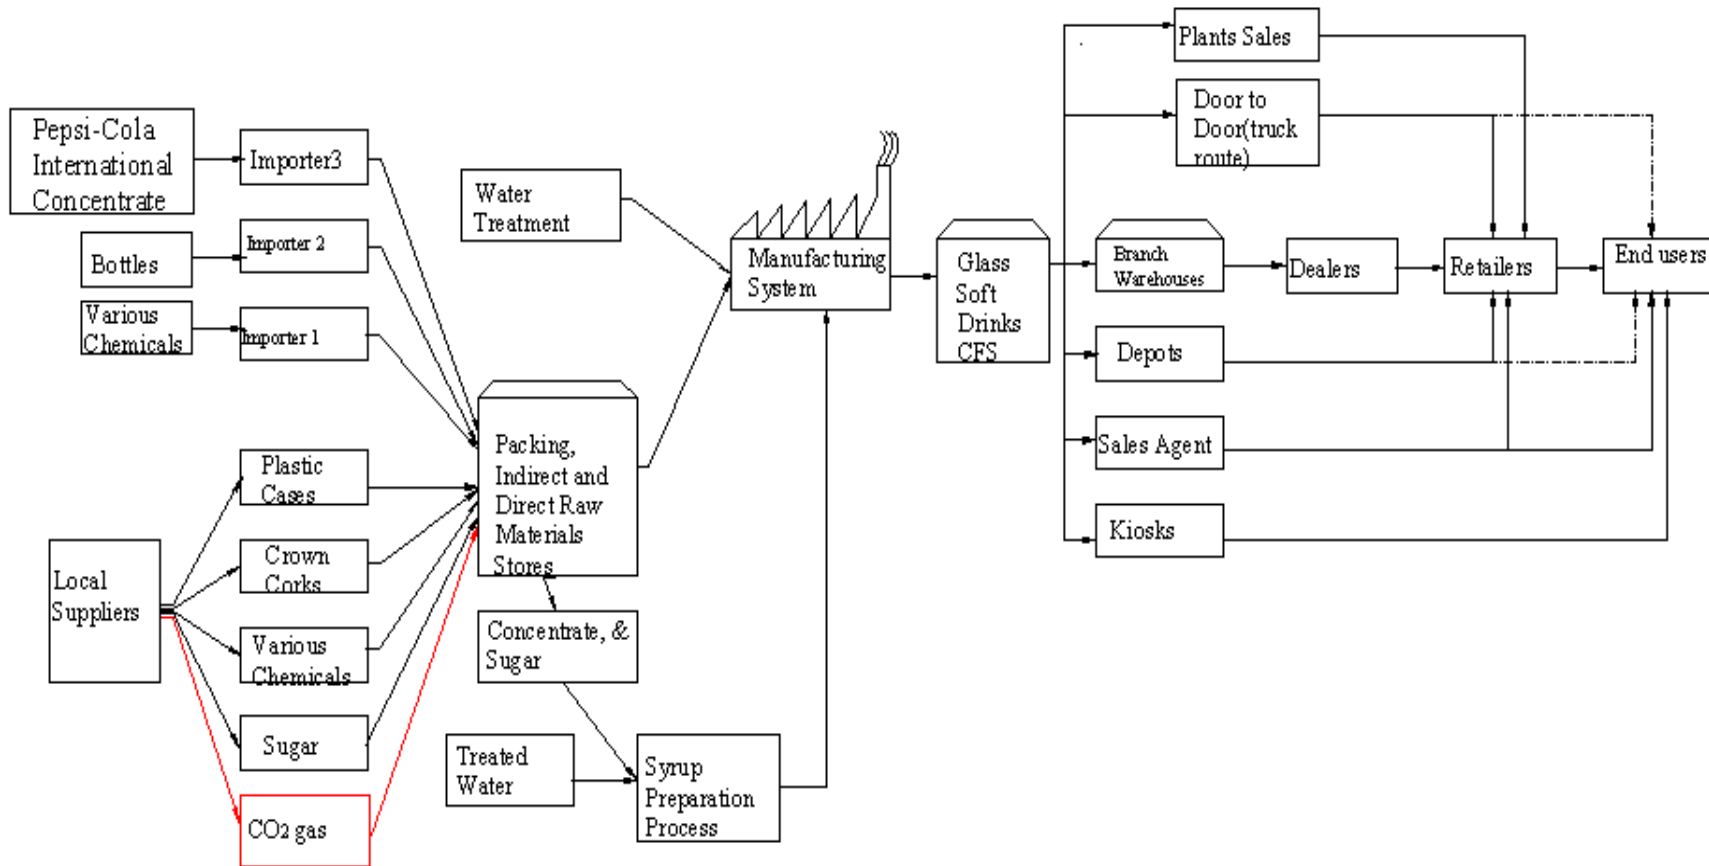 Pepsi-Cola
International
Concentrate
Importer3
Bottles
Importer 2
Various
Chemicals
Importer 1
Local
Suppliers
Plastic
Cases
Crown
Corks
Various
Chemicals
Sugar
CO2 gas
Packing,
Indirect and
Direct Raw
Materials
Stores
Concentrate, &
Sugar
Treated
Water
Syrup
Preparation
Process
Water
Treatment
Manufacturing
System
Glass
Soft
Drinks
CFS
Plants Sales
Door to
Door(truck
route)
Branch
Warehouses
Dealers
Retailers
End users
Depots
Sales Agent
Kiosks